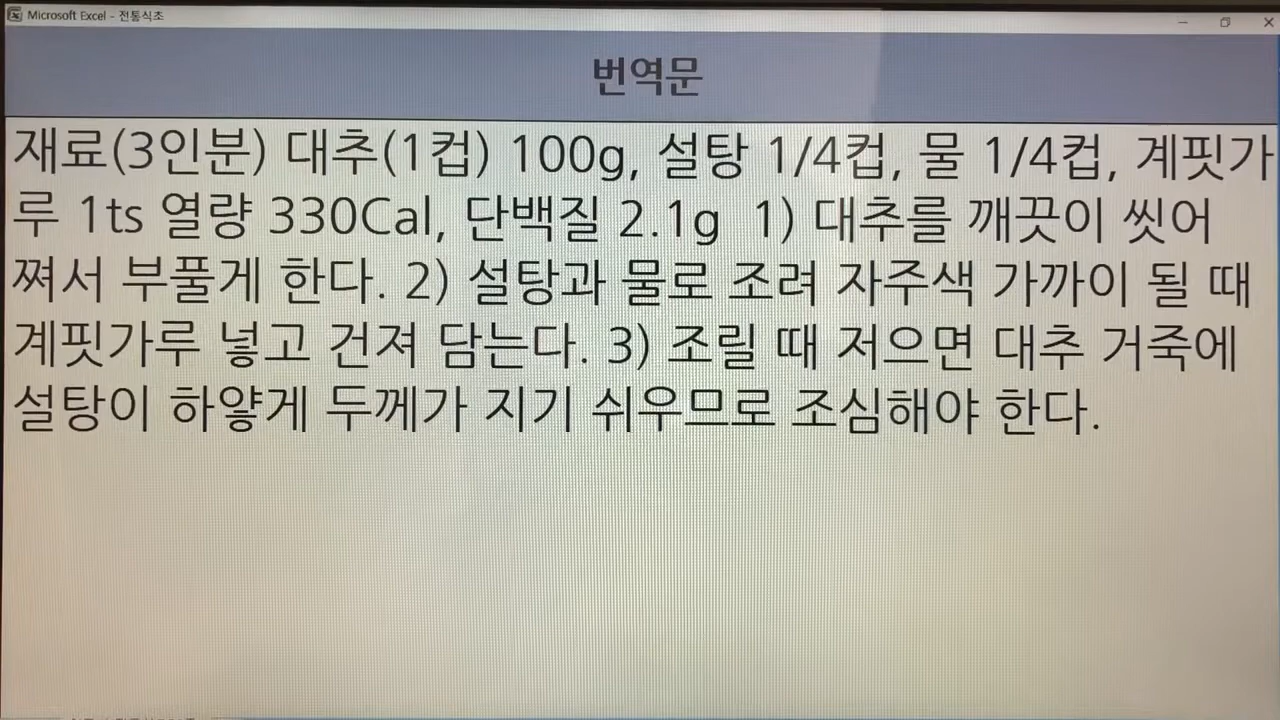 Microsoft Excel - 전통식초
번역문
재료(3인분) 대추(1컵) 100g, 설탕 1/4컵, 물 1/4컵, 계핏가
루 1ts 열량 330Cal, 단백질 2.1g 1) 대추를 깨끗이 씻어
쪄서 부풀게 한다. 2) 설탕과 물로 조려 자주색 가까이 될 때
계핏가루 넣고 건져 담는다. 3) 조릴 때 저으면 대추 거죽에
설탕이 하얗게 두께가 지기 쉬우므로 조심해야 한다.